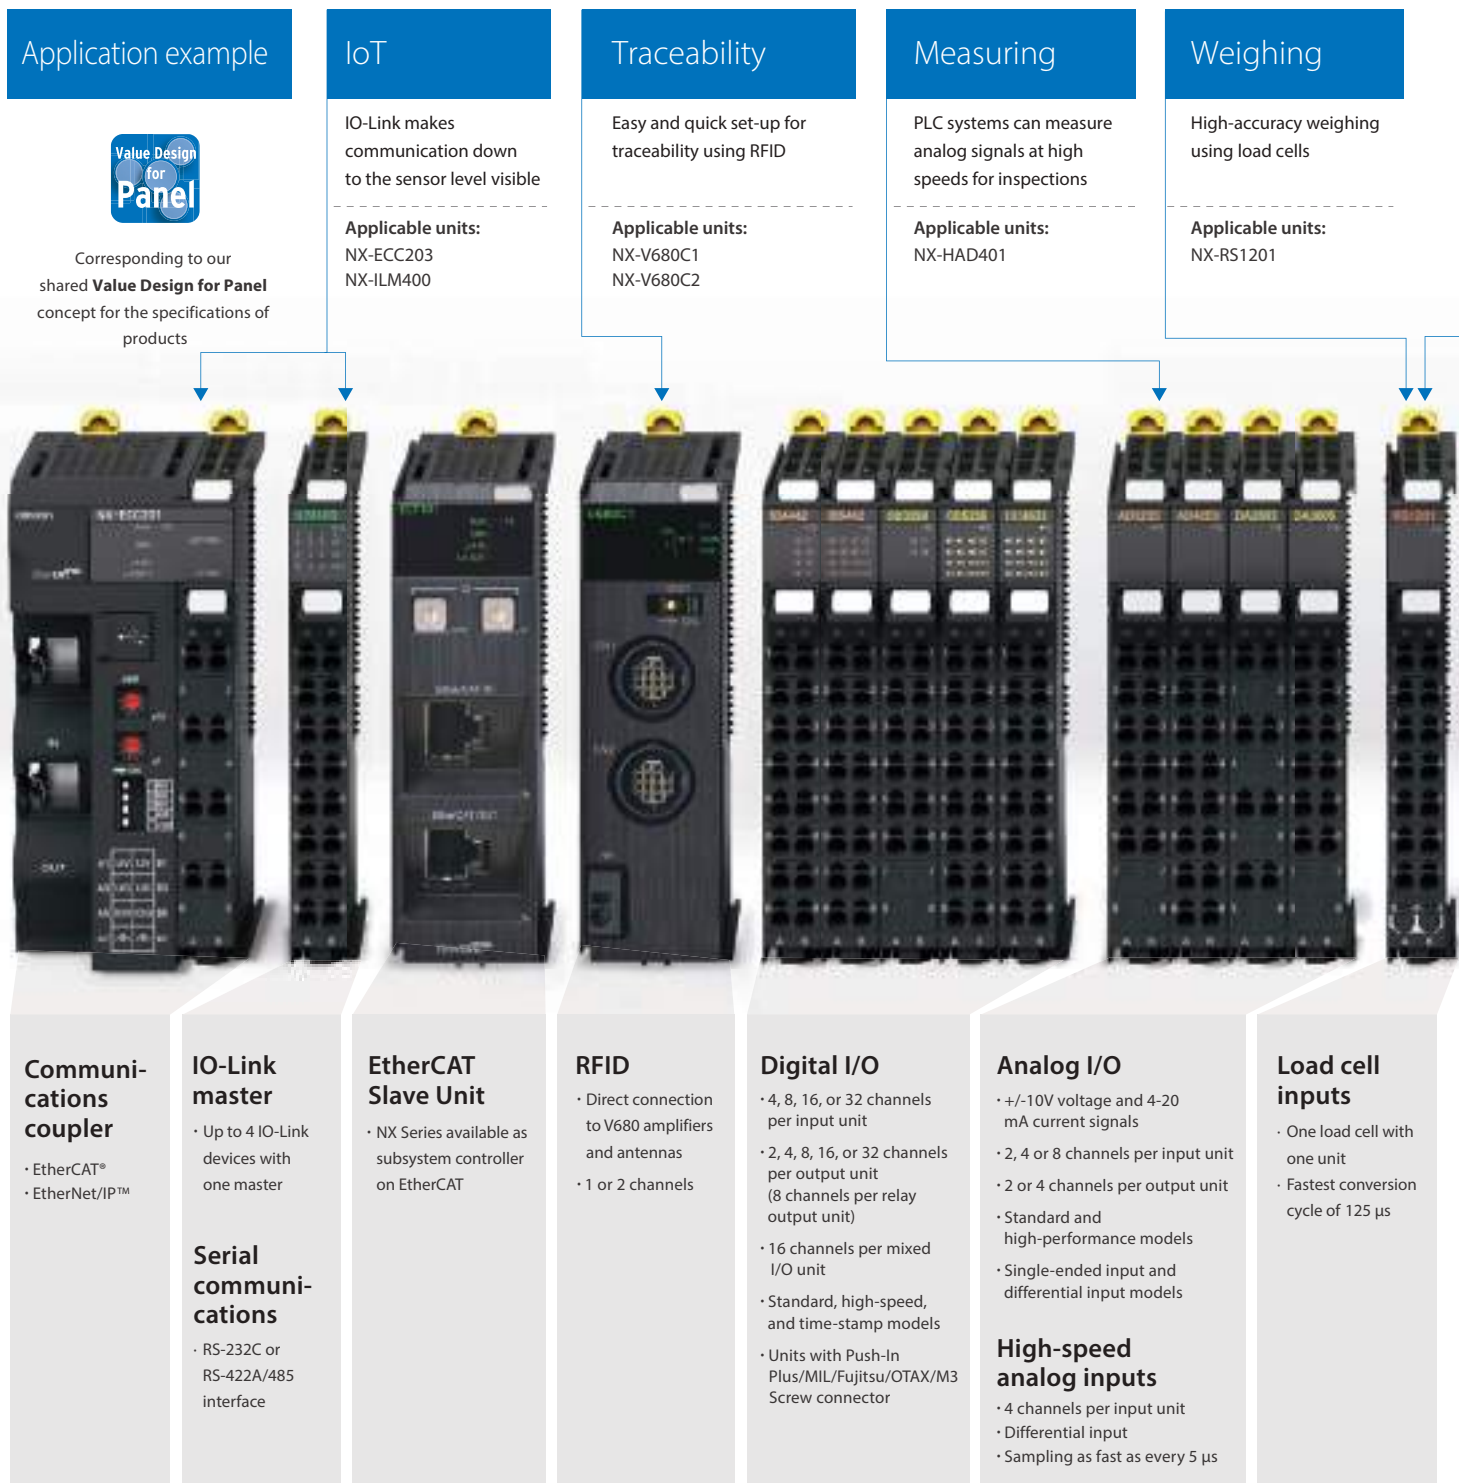 Application example
Value Design
for
Panel
Corresponding to our
shared Value Design for Panel
concept for the specifications of
products
IoT
IO-Link makes
communication down
to the sensor level visible
Applicable units:
NX-ECC203
NX-ILM400
Traceability
Easy and quick set-up for
traceability using RFID
Applicable units:
NX-V680C1
NX-V680C2
Measuring
PLC systems can measure
analog signals at high
speeds for inspections
Applicable units:
NX-HAD401
Weighing
High-accuracy weighing
using load cells
Applicable units:
NX-RS1201
NX-ECC201
IN
OUT
V680C1
Communi-
cations
coupler
· EtherCAT®
· EtherNet/IP™
IO-Link
master
· Up to 4 IO-Link
devices with
one master
Serial
communi-
cations
· RS-232C or
RS-422A/485
interface
EtherCAT
Slave Unit
· NX Series available as
subsystem controller
on EtherCAT
RFID
· Direct connection
to V680 amplifiers
and antennas
· 1 or 2 channels
Digital I/O
· 4, 8, 16, or 32 channels
per input unit
· 2, 4, 8, 16, or 32 channels
per output unit
(8 channels per relay
output unit)
· 16 channels per mixed
I/O unit
· Standard, high-speed,
and time-stamp models
· Units with Push-In
Plus/MIL/Fujitsu/OTAX/M3
Screw connector
Analog I/O
· +/-10V voltage and 4-20
mA current signals
· 2, 4 or 8 channels per input unit
· 2 or 4 channels per output unit
· Standard and
high-performance models
· Single-ended input and
differential input models
High-speed
analog inputs
· 4 channels per input unit
· Differential input
· Sampling as fast as every 5 µs
Load cell
inputs
· One load cell with
one unit
· Fastest conversion
cycle of 125 µs